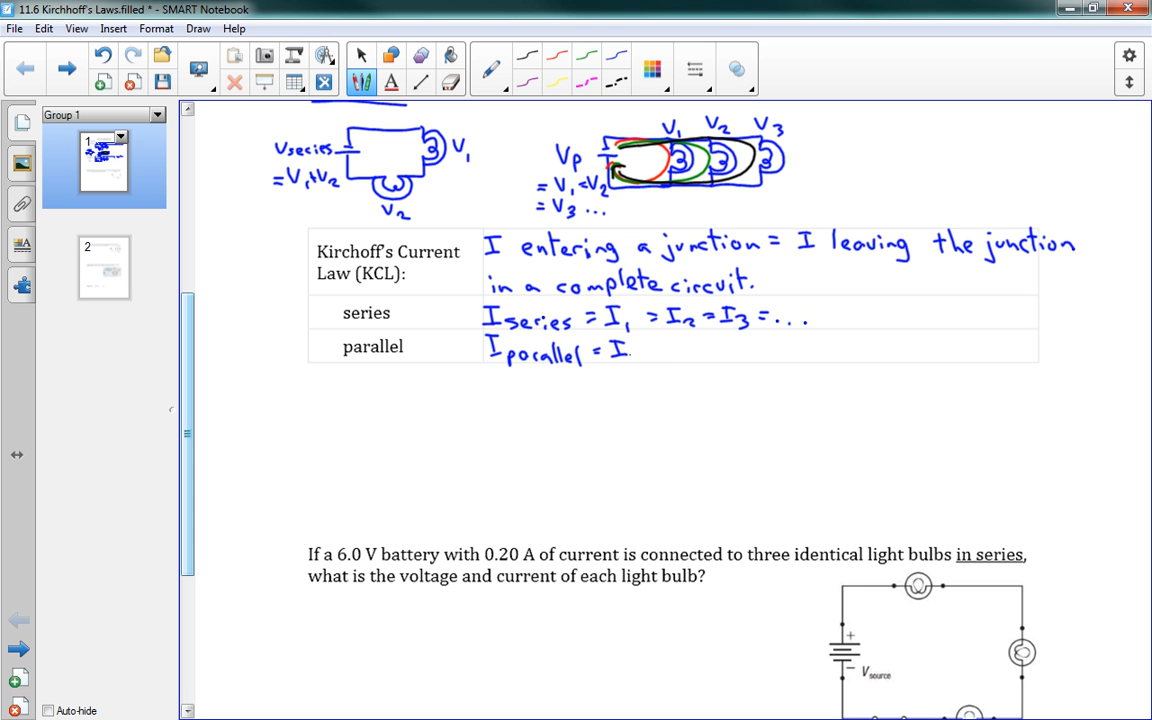 11.6 Kirchhoff's Laws.filled * - SMART Notebook
File Edit View Insert Format Draw Help
Group 1
1
2
Auto-hide
Vseries
= V1+V2
V1
V2
Vp
= V1 = V2
= V3 ...
V1 V2 V3
Kirchoff's Current Law (KCL):
I entering a junction = I leaving the junction
in a complete circuit.
series
Iseries = I1 = I2 = I3 = ...
parallel
Iparallel = I
If a 6.0 V battery with 0.20 A of current is connected to three identical light bulbs in series,
what is the voltage and current of each light bulb?
+
−
Vsource